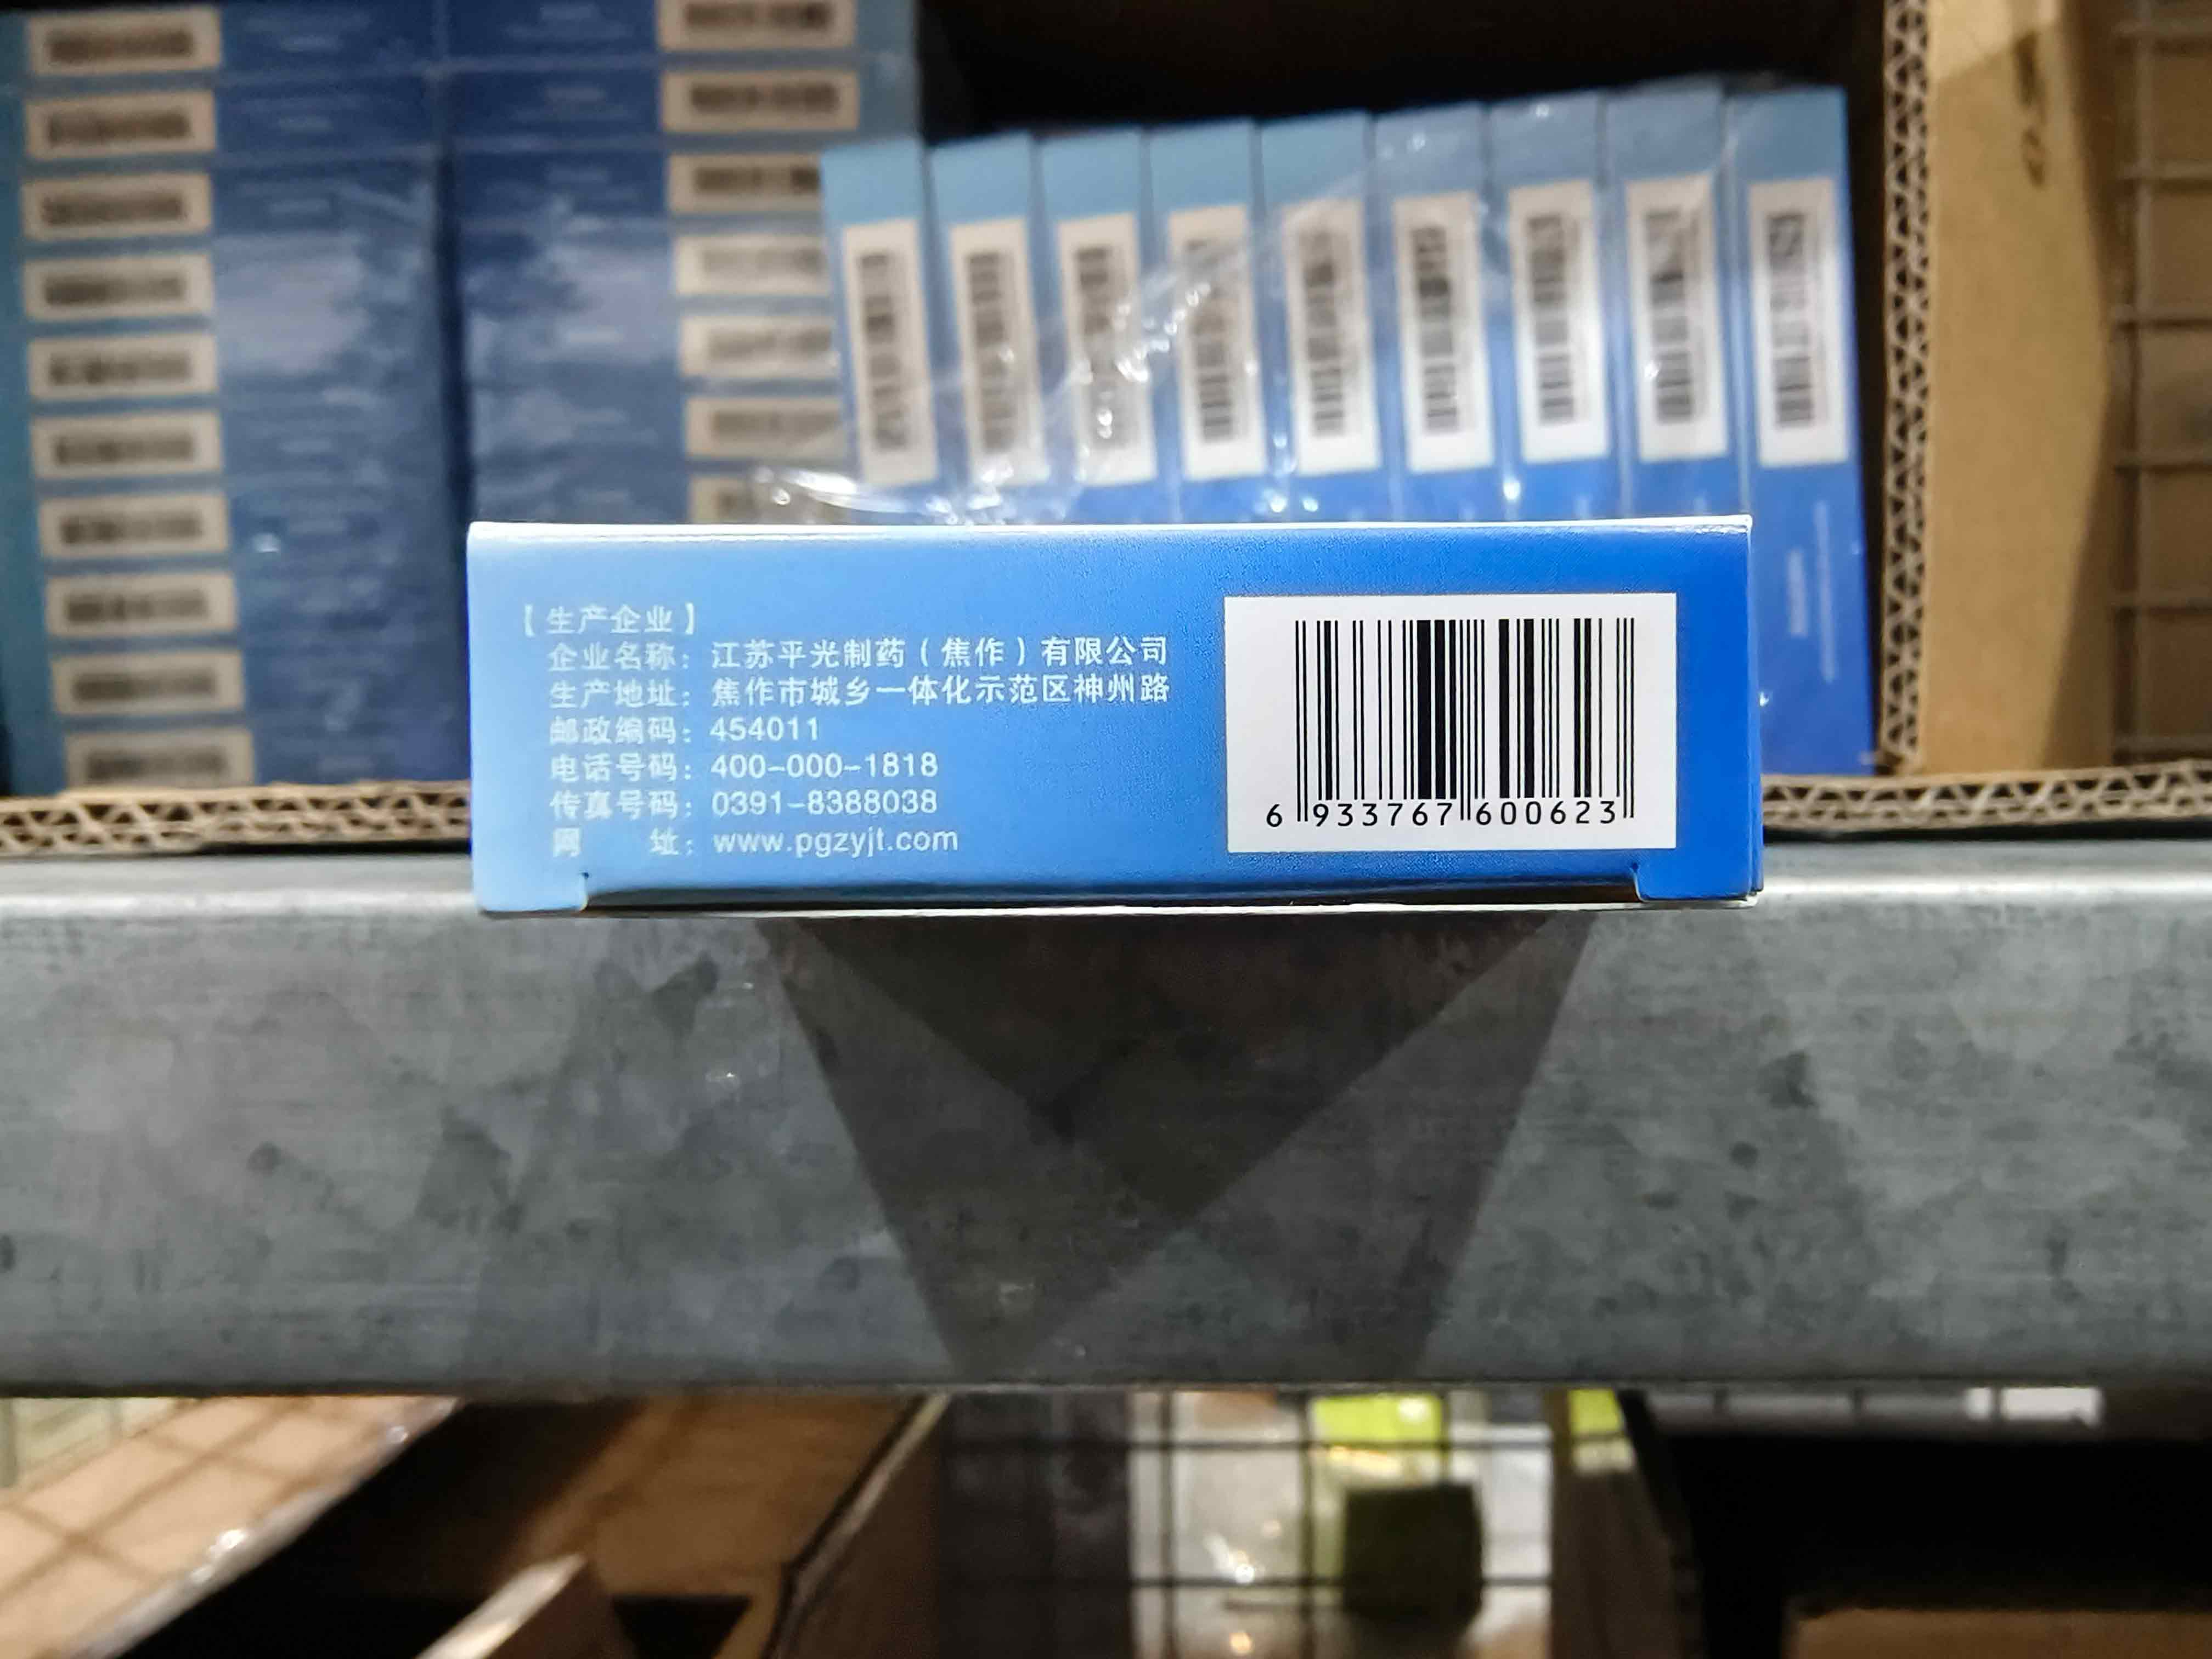 【生产企业】
企业名称：江苏平光制药（焦作）有限公司
生产地址：焦作市城乡一体化示范区神州路
邮政编码：454011
电话号码：400-000-1818
传真号码：0391-8388038
网 址：www.pgzyjt.com
6 933767 600623